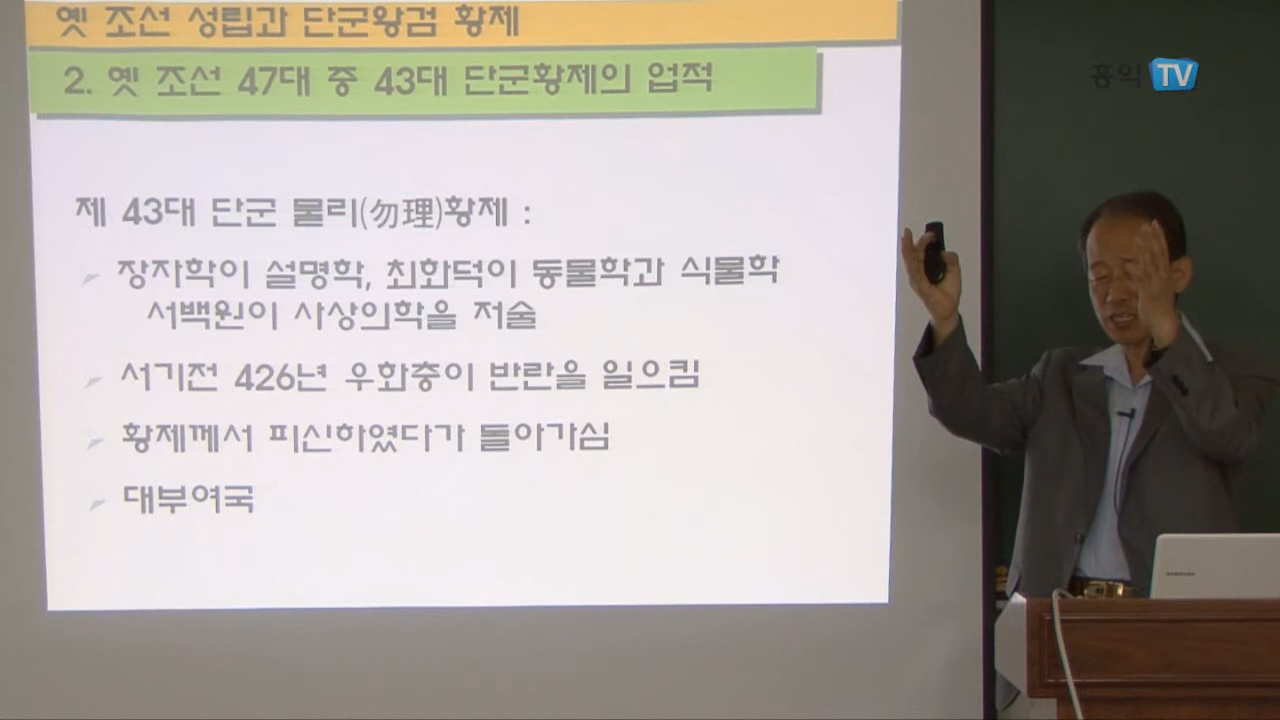 옛 조선 성립과 단군왕검 황제
2. 옛 조선 47대 중 43대 단군황제의 업적
홍익TV
제 43대 단군 물리(勿理)황제 :
장자학이 설명학, 최화덕이 동물학과 식물학
서백원이 사상의학을 저술
서기전 426년 우화충이 반란을 일으킴
황제께서 피신하였다가 돌아가심
대부여국
SAMSUNG